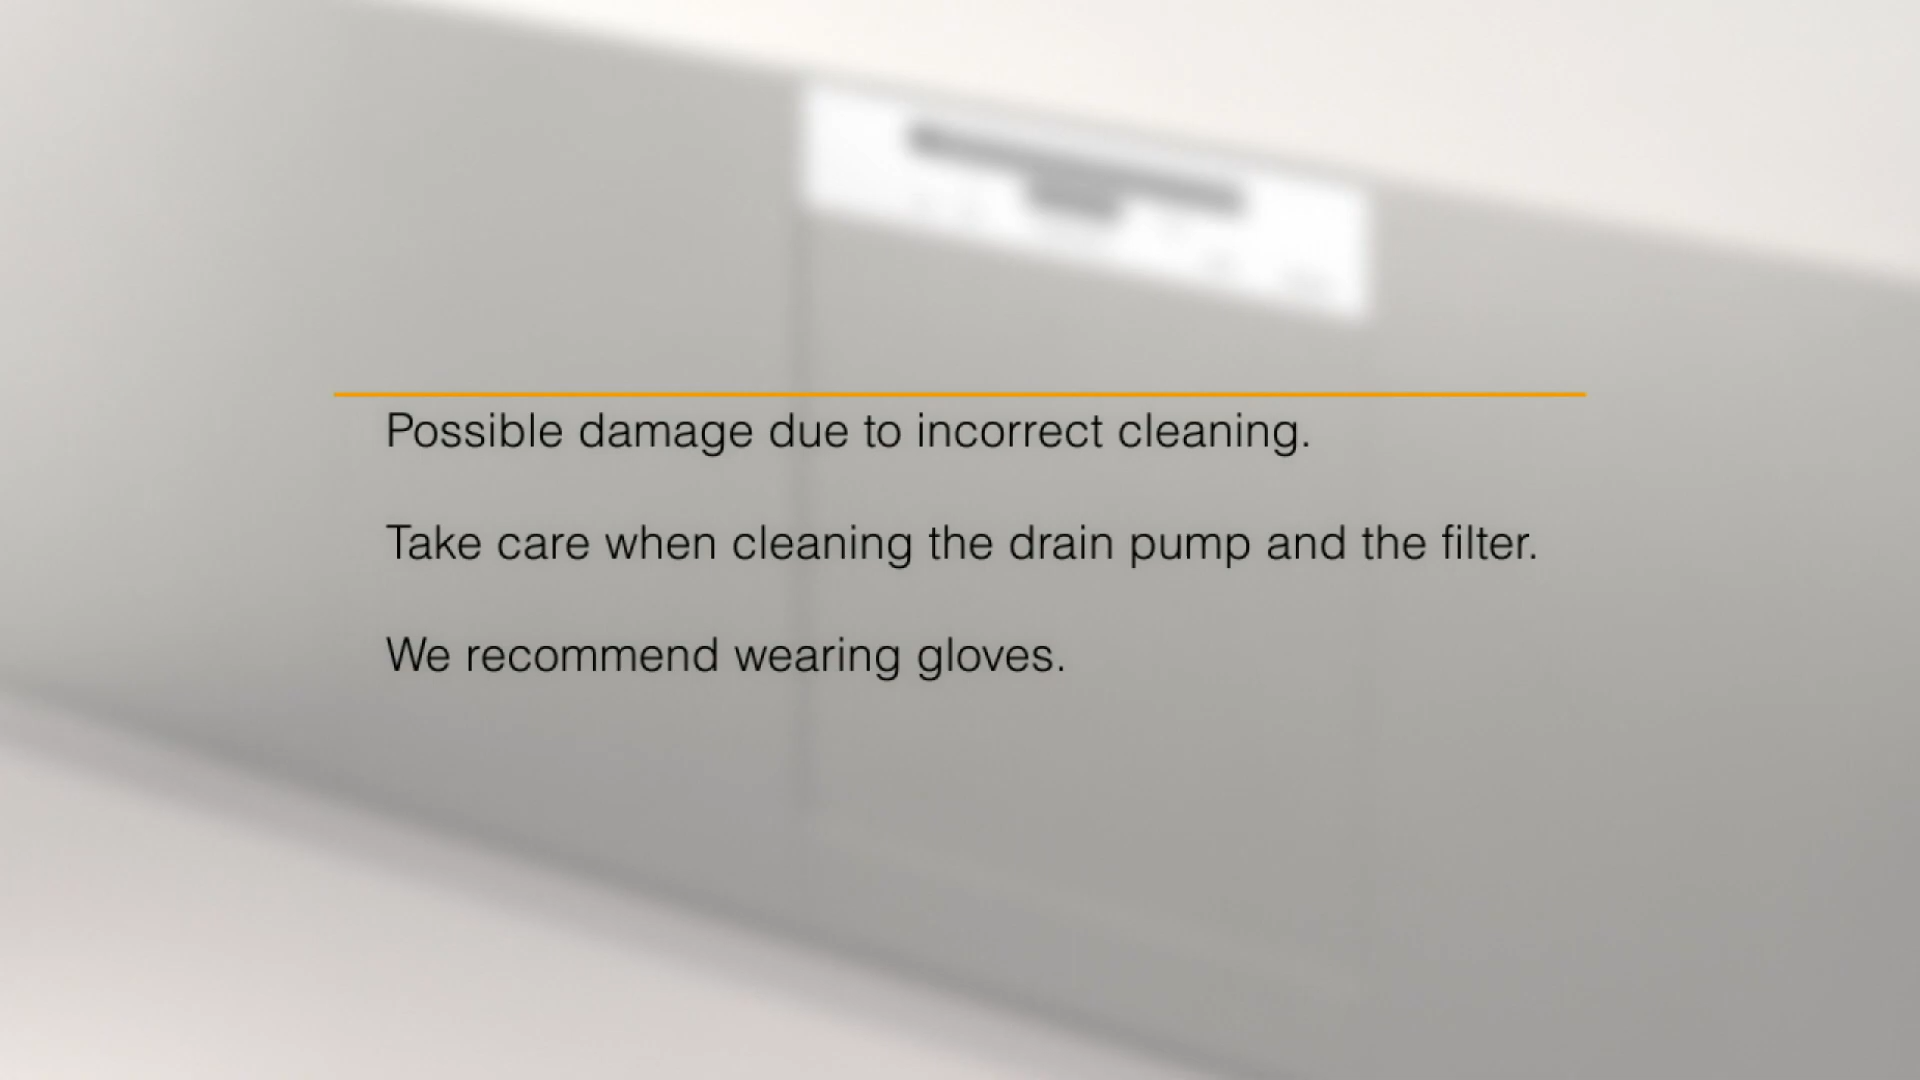 Possible damage due to incorrect cleaning.
Take care when cleaning the drain pump and the filter.
We recommend wearing gloves.